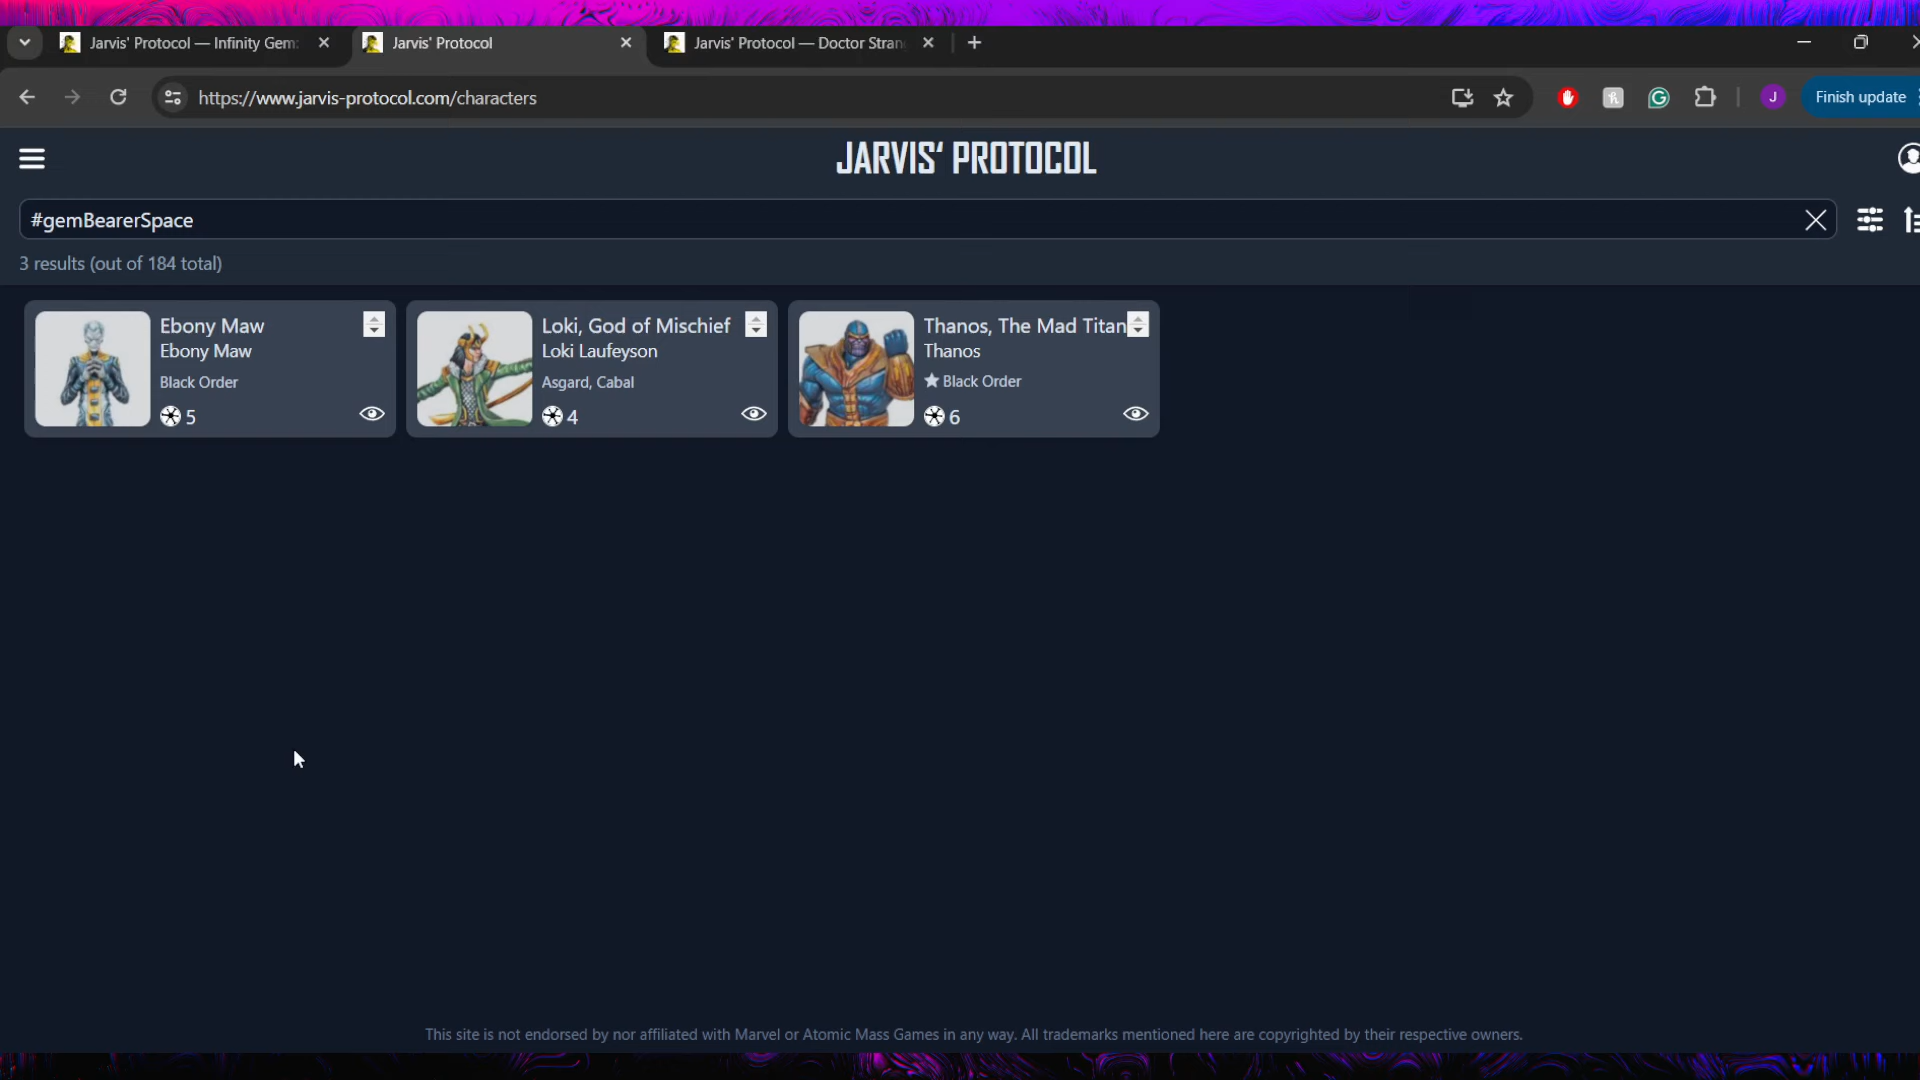 Jarvis' Protocol — Infinity Gem
Jarvis' Protocol
Jarvis' Protocol — Doctor Stran
https://www.jarvis-protocol.com/characters
J
Finish update
JARVIS' PROTOCOL
#gemBearerSpace
3 results (out of 184 total)
Ebony Maw
Ebony Maw
Black Order
5
Loki, God of Mischief
Loki Laufeyson
Asgard, Cabal
4
Thanos, The Mad Titan
Thanos
Black Order
6
This site is not endorsed by nor affiliated with Marvel or Atomic Mass Games in any way. All trademarks mentioned here are copyrighted by their respective owners.